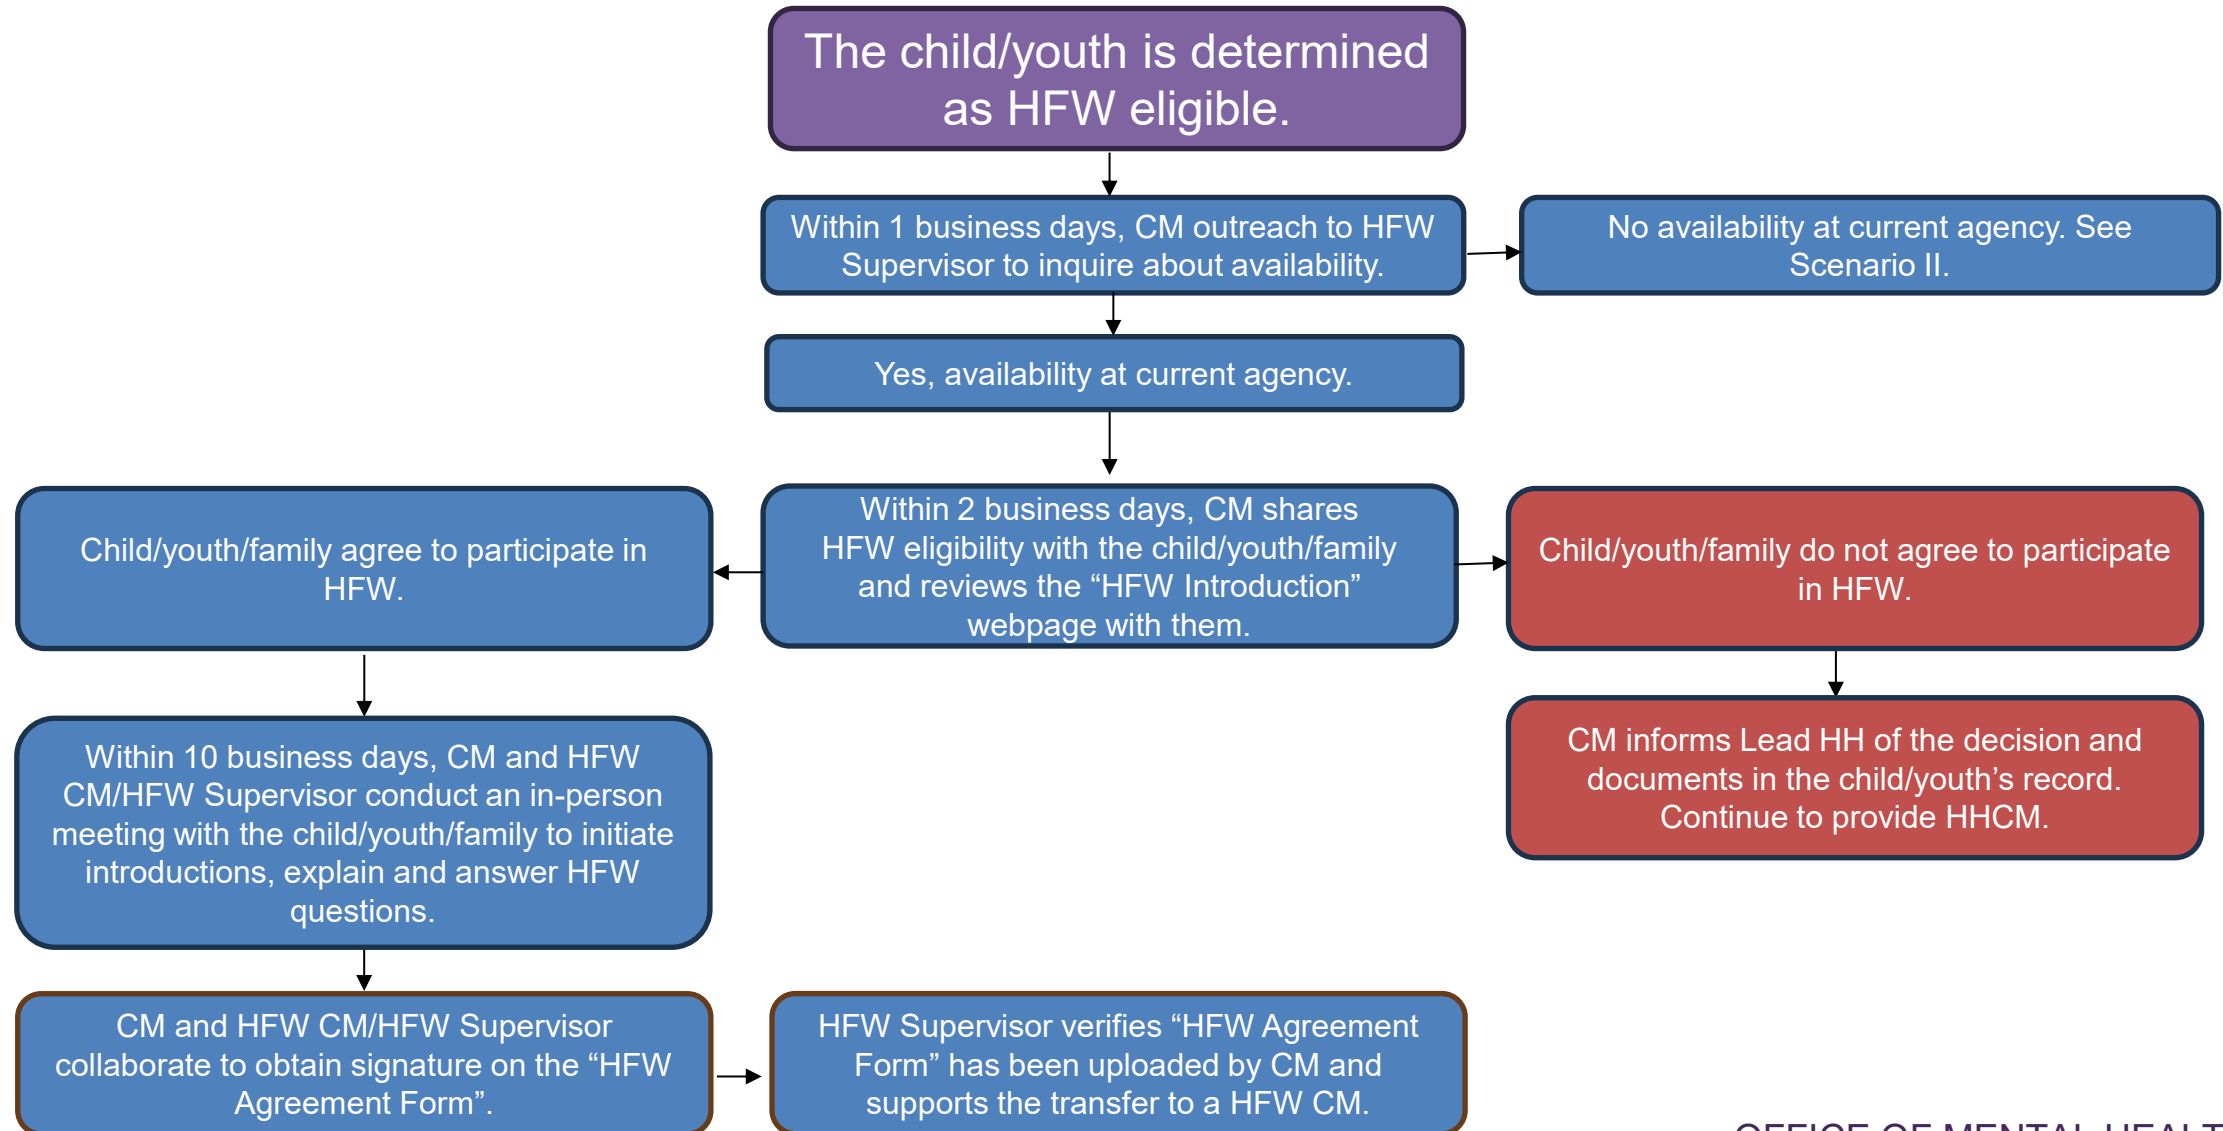 The child/youth is determined
as HFW eligible.
Within 1 business days, CM outreach to HFW
Supervisor to inquire about availability.
No availability at current agency. See
Scenario II.
Yes, availability at current agency.
Child/youth/family agree to participate in
HFW.
Within 2 business days, CM shares
HFW eligibility with the child/youth/family
and reviews the “HFW Introduction”
webpage with them.
Child/youth/family do not agree to participate
in HFW.
Within 10 business days, CM and HFW
CM/HFW Supervisor conduct an in-person
meeting with the child/youth/family to initiate
introductions, explain and answer HFW
questions.
CM informs Lead HH of the decision and
documents in the child/youth’s record.
Continue to provide HHCM.
CM and HFW CM/HFW Supervisor
collaborate to obtain signature on the “HFW
Agreement Form”.
HFW Supervisor verifies “HFW Agreement
Form” has been uploaded by CM and
supports the transfer to a HFW CM.
OFFICE OF MENTAL HEALT